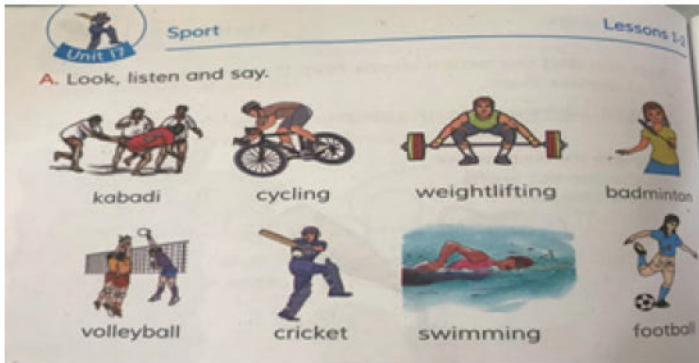 Unit 17
Sport
Lessons 1-2
A. Look, listen and say.
kabadi cycling weightlifting badminton
volleyball cricket swimming football